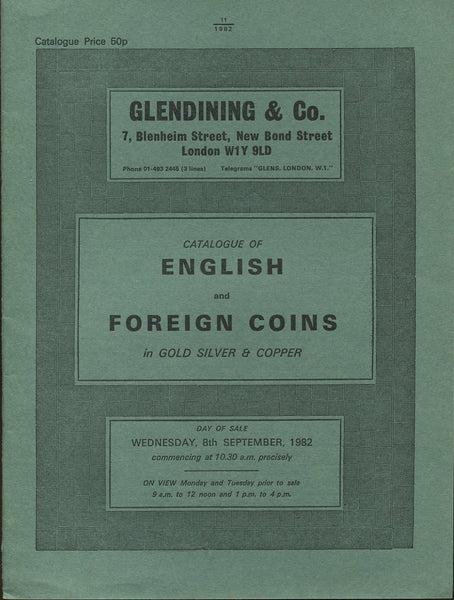 11
1982
Catalogue Price 50p
GLENDINING & Co.
7, Blenheim Street, New Bond Street
London W1Y 9LD
Phone 01-493 2445 (3 lines) Telegrams "GLENS, LONDON, W.1."
CATALOGUE OF
ENGLISH
and
FOREIGN COINS
in GOLD SILVER & COPPER
DAY OF SALE
WEDNESDAY, 8th SEPTEMBER, 1982
commencing at 10.30 a.m. precisely
ON VIEW Monday and Tuesday prior to sale
9 a.m. to 12 noon and 1 p.m. to 4 p.m.